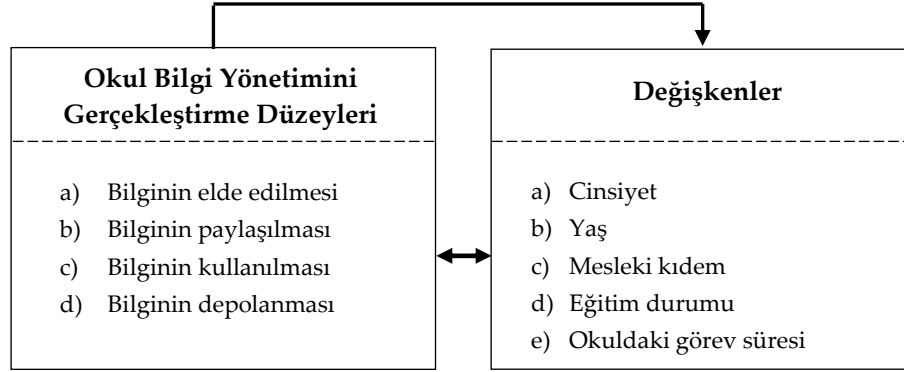 Okul Bilgi Yönetimini
Gerçekleştirme Düzeyleri
a) Bilginin elde edilmesi
b) Bilginin paylaşılması
c) Bilginin kullanılması
d) Bilginin depolanması
Değişkenler
a) Cinsiyet
b) Yaş
c) Mesleki kıdem
d) Eğitim durumu
e) Okuldaki görev süresi